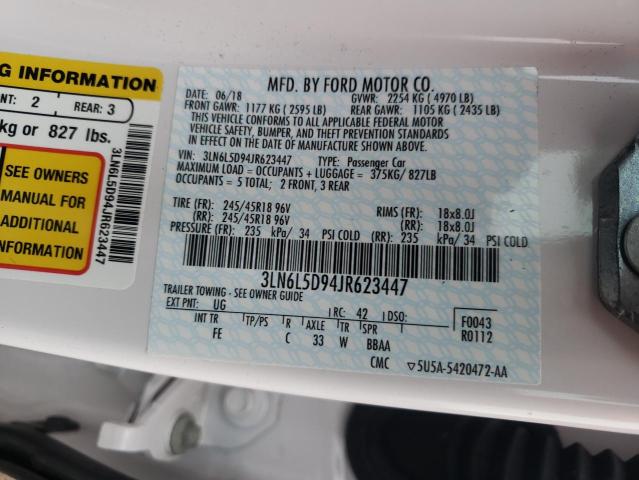 G INFORMATION
NT: 2 REAR: 3
kg or 827 lbs.
SEE OWNERS
MANUAL FOR
ADDITIONAL
INFORMATION
3LN6L5D94JR623447
MFD. BY FORD MOTOR CO.
DATE: 06/18 GVWR: 2254 KG ( 4970 LB)
FRONT GAWR: 1177 KG ( 2595 LB) REAR GAWR: 1105 KG ( 2435 LB)
THIS VEHICLE CONFORMS TO ALL APPLICABLE FEDERAL MOTOR
VEHICLE SAFETY, BUMPER, AND THEFT PREVENTION STANDARDS
IN EFFECT ON THE DATE OF MANUFACTURE SHOWN ABOVE.
VIN: 3LN6L5D94JR623447 TYPE: Passenger Car
MAXIMUM LOAD = OCCUPANTS + LUGGAGE = 375KG/ 827LB
OCCUPANTS = 5 TOTAL; 2 FRONT, 3 REAR
TIRE (FR): 245/45R18 96V RIMS (FR): 18x8.0J
(RR): 245/45R18 96V (RR): 18x8.0J
PRESSURE (FR): 235 kPa/ 34 PSI COLD (RR): 235 kPa/ 34 PSI COLD
3LN6L5D94JR623447
TRAILER TOWING - SEE OWNER GUIDE
EXT PNT: UG RC: 42 DSO: F0043
INT TR TP/PS R AXLE TR SPR R0112
FE C 33 W BBAA
CMC ▽5U5A-5420472-AA